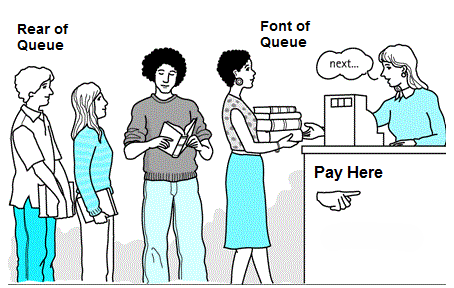 Rear of
Queue
Font of
Queue
next...
Pay Here